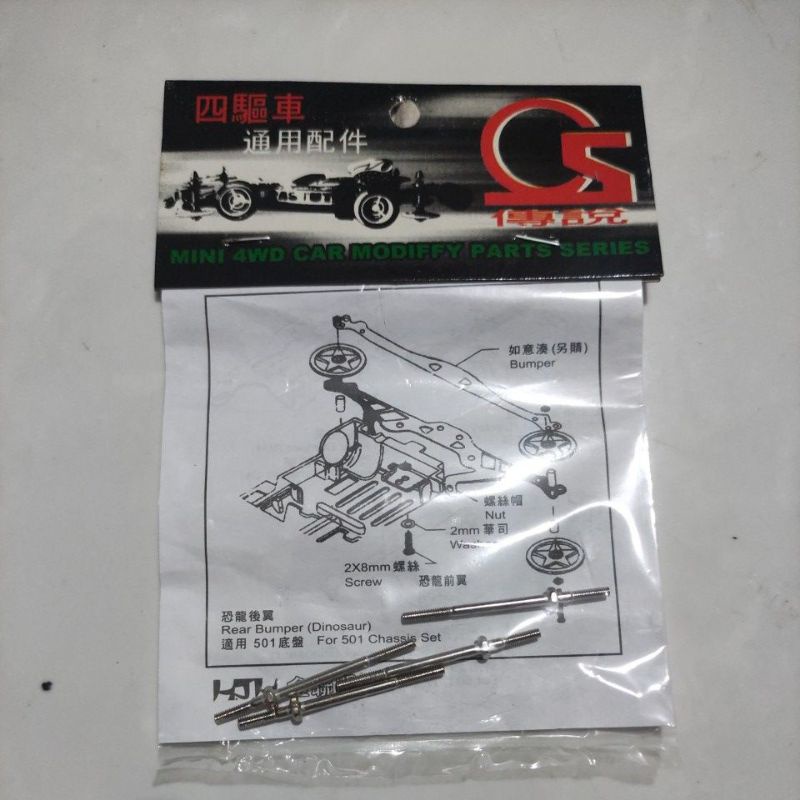 四驅車
通用配件
傳説
MINI 4WD CAR MODIFFY PARTS SERIES
如意湊(另購)
Bumper
螺絲帽
Nut
2mm 華司
2X8mm 螺絲
Screw
恐龍前翼
恐龍後翼
Rear Bumper (Dinosaur)
適用 501底盤 For 501 Chassis Set